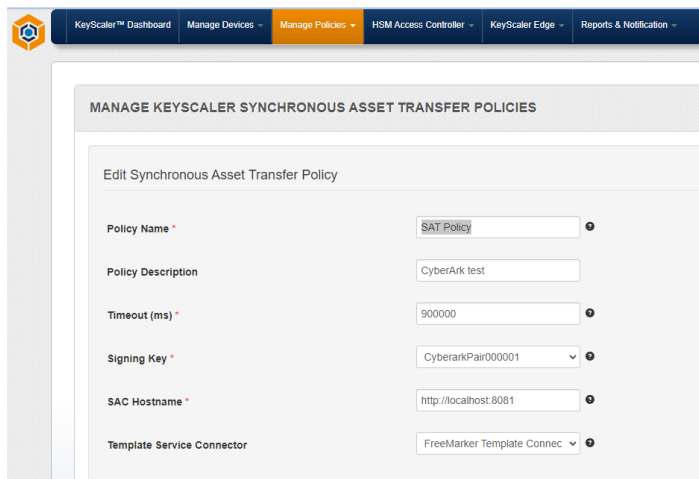 KeyScaler™ Dashboard Manage Devices Manage Policies HSM Access Controller KeyScaler Edge Reports & Notification
MANAGE KEYSCALER SYNCHRONOUS ASSET TRANSFER POLICIES
Edit Synchronous Asset Transfer Policy
Policy Name * SAT Policy
Policy Description CyberArk test
Timeout (ms) * 900000
Signing Key * CyberarkPair000001
SAC Hostname * http://localhost:8081
Template Service Connector FreeMarker Template Connec